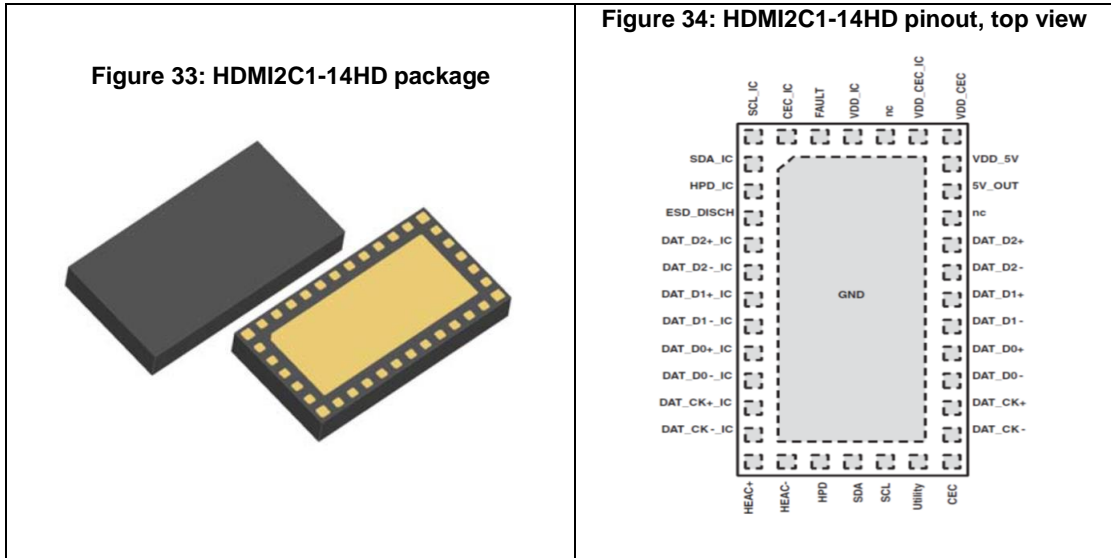 Figure 33: HDMI2C1-14HD package
Figure 34: HDMI2C1-14HD pinout, top view
SCL_IC
CEC_IC
FAULT
VDD_IC
nc
VDD_CEC_IC
VDD_CEC
SDA_IC
HPD_IC
ESD_DISCH
DAT_D2+_IC
DAT_D2-_IC
DAT_D1+_IC
DAT_D1-_IC
DAT_D0+_IC
DAT_D0-_IC
DAT_CK+_IC
DAT_CK-_IC
GND
VDD_5V
5V_OUT
nc
DAT_D2+
DAT_D2-
DAT_D1+
DAT_D1-
DAT_D0+
DAT_D0-
DAT_CK+
DAT_CK-
HEAC+
HEAC-
HPD
SDA
SCL
Utility
CEC